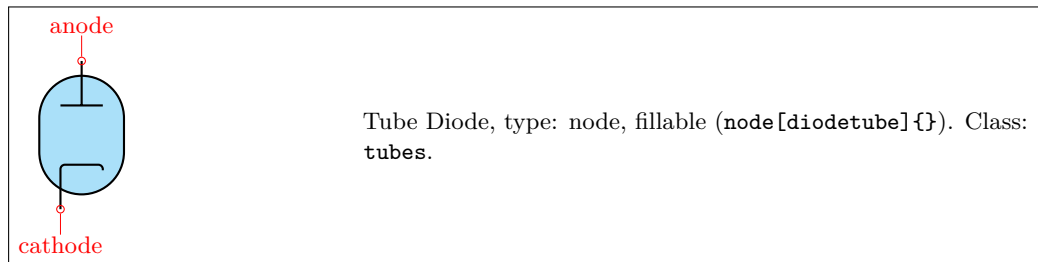 anode
Tube Diode, type: node, fillable (node[diodetube]{}). Class:
tubes.
cathode